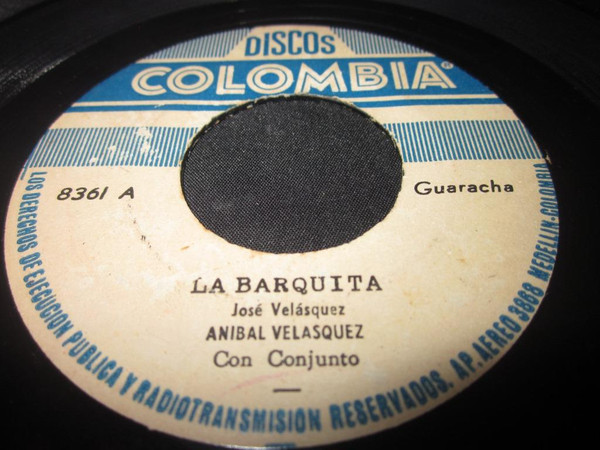 DISCOS
COLOMBIA®
8361 A
Guaracha
LA BARQUITA
José Velásquez
ANIBAL VELASQUEZ
Con Conjunto
LOS DERECHOS DE EJECUCION PUBLICA Y RADIOTRANSMISION RESERVADOS. AP. AEREO 3868 MEDELLIN-COLOMBIA